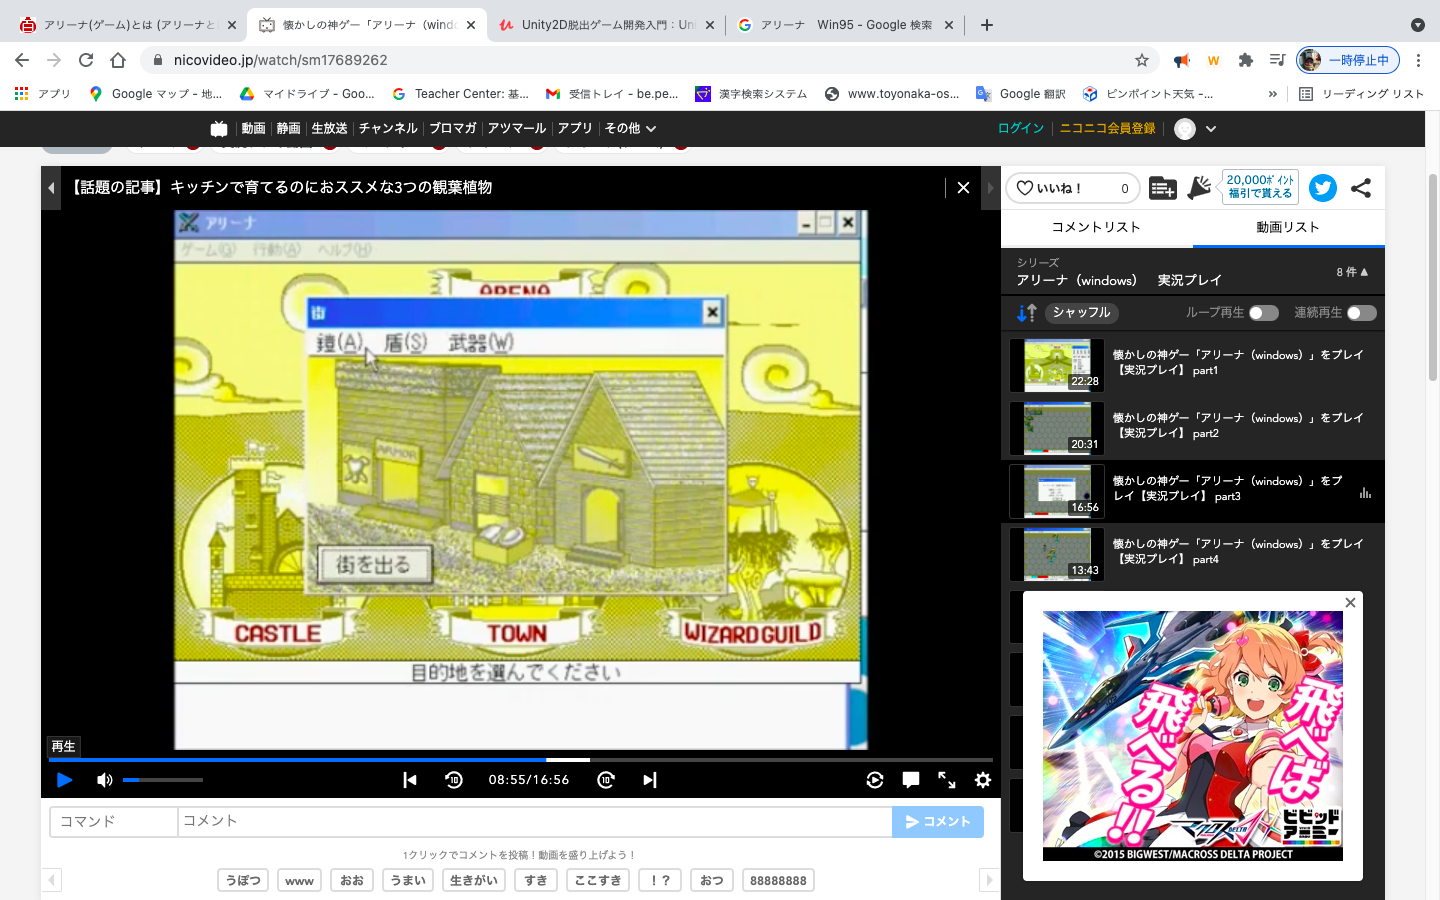 アリーナ(ゲーム)とは (アリーナと
懐かしの神ゲー「アリーナ（windo
Unity2D脱出ゲーム開発入門：Uni
アリーナ　Win95 - Google 検索
nicovideo.jp/watch/sm17689262
一時停止中
アプリ
Google マップ - 地...
マイドライブ - Goo...
Teacher Center: 基...
受信トレイ - be.pe...
漢字検索システム
www.toyonaka-os...
Google 翻訳
ピンポイント天気 -...
»
リーディング リスト
動画
静画
生放送
チャンネル
ブロマガ
アツマール
アプリ
その他
ログイン
ニコニコ会員登録
【話題の記事】キッチンで育てるのにおススメな3つの観葉植物
アリーナ
ゲーム(G)　行動(A)　ヘルプ(H)
ARENA
街
鎧(A)　盾(S)　武器(W)
街を出る
CASTLE
TOWN
WIZARD GUILD
目的地を選んでください
再生
08:55/16:56
コマンド
コメント
コメント
1クリックでコメントを投稿！動画を盛り上げよう！
うぽつ
www
おお
うまい
生きがい
すき
ここすき
！？
おつ
88888888
いいね！
0
20,000ポイント
福引で貰える
コメントリスト
動画リスト
シリーズ
アリーナ（windows）　実況プレイ
8 件
シャッフル
ループ再生
連続再生
22:28
懐かしの神ゲー「アリーナ（windows）」をプレイ
【実況プレイ】 part1
20:31
懐かしの神ゲー「アリーナ（windows）」をプレイ
【実況プレイ】 part2
16:56
懐かしの神ゲー「アリーナ（windows）」をプ
レイ【実況プレイ】 part3
13:43
懐かしの神ゲー「アリーナ（windows）」をプレイ
【実況プレイ】 part4
飛べば
飛べる!!
マクロスΔ
DELTA
ビビッド
アーミー
©2015 BIGWEST/MACROSS DELTA PROJECT